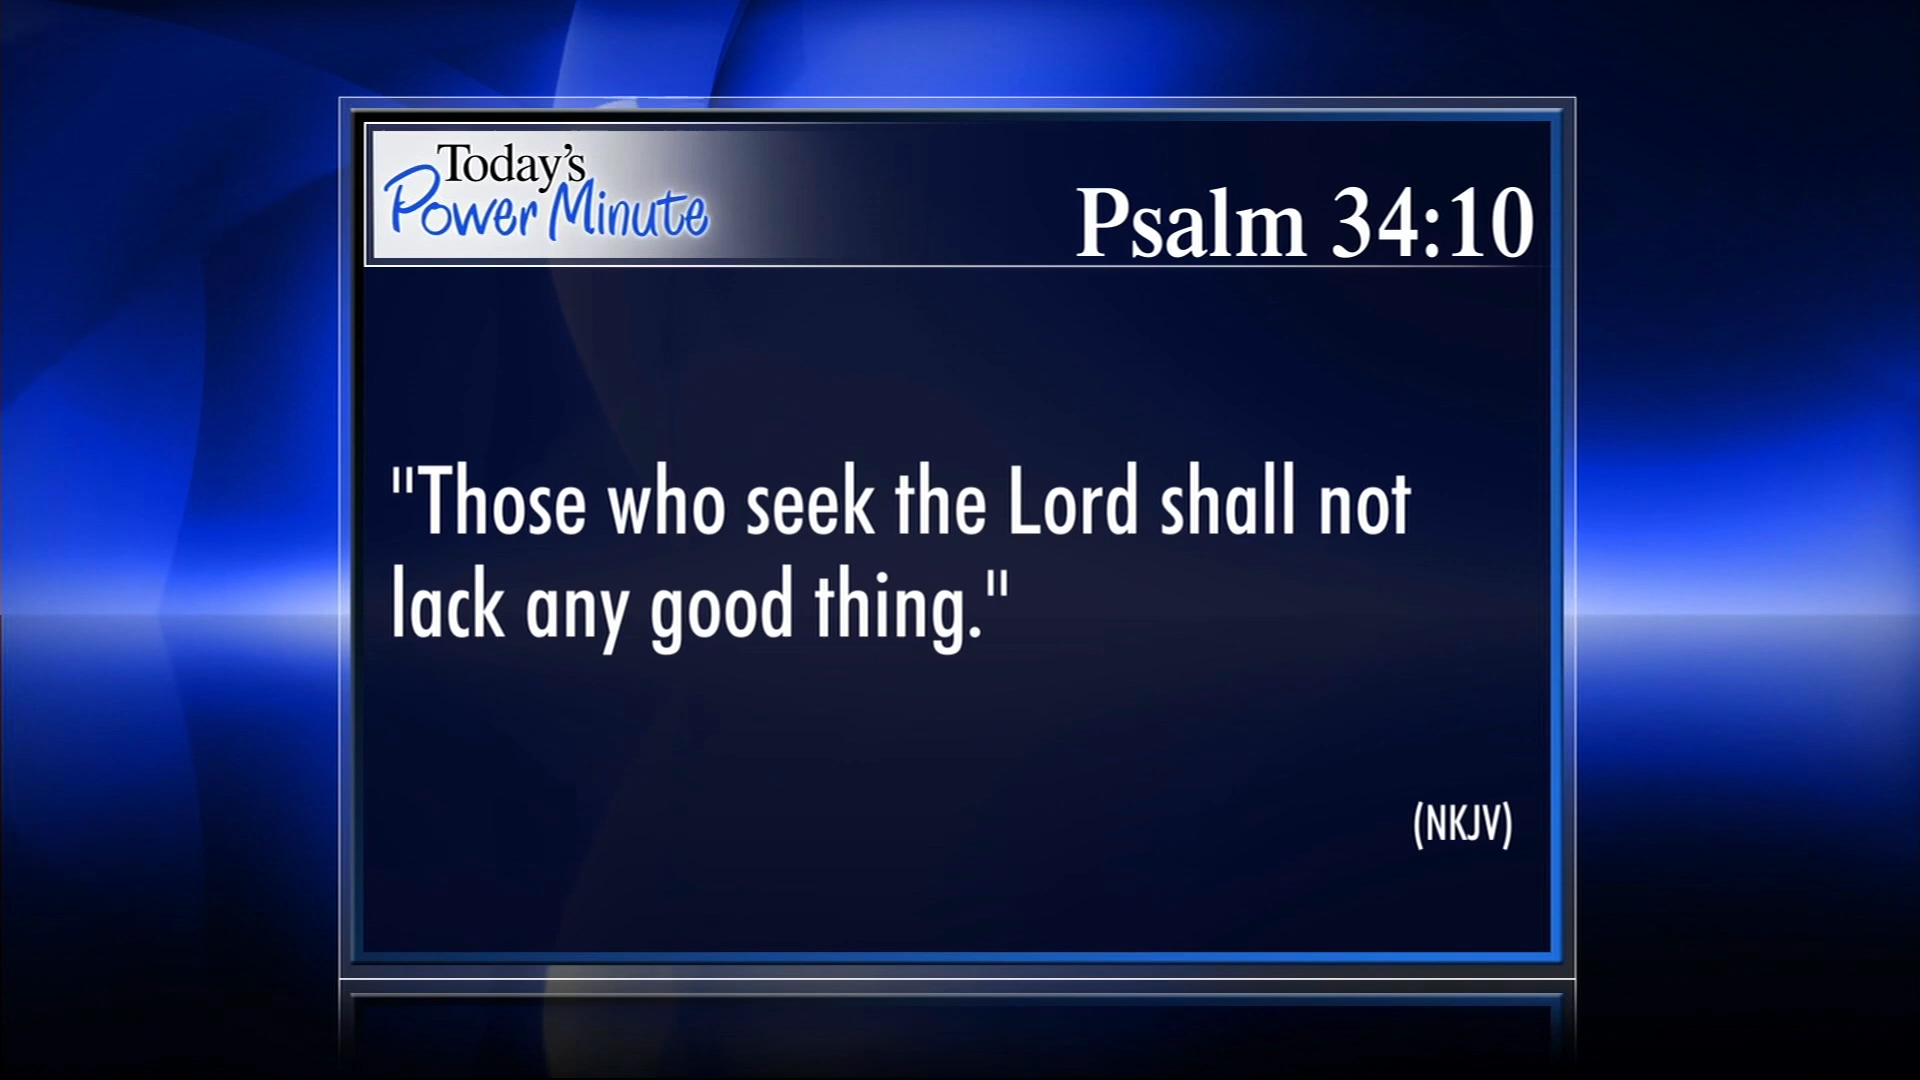 Today's
Power Minute
Psalm 34:10
"Those who seek the Lord shall not
lack any good thing."
(NKJV)